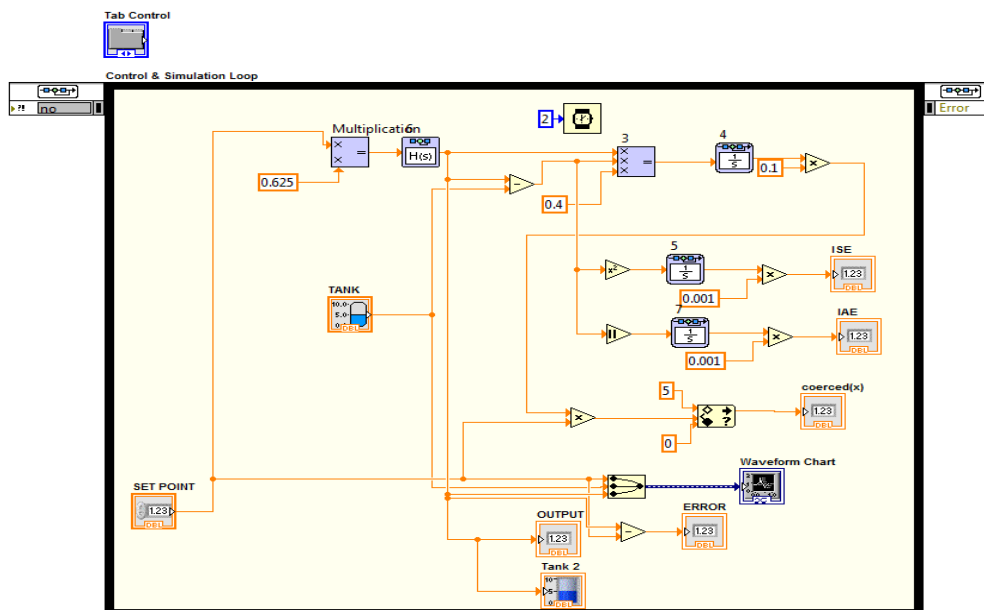 Tab Control
Control & Simulation Loop
?!
no
Error
2
Multiplication
6
H(s)
0.625
3
0.4
4
1
S
0.1
5
1
S
x²
0.001
ISE
1.23
DBL
TANK
10.0
5.0
DBL
7
1
S
0.001
IAE
1.23
DBL
5
0
?
coerced(x)
1.23
DBL
SET POINT
1.23
DBL
Waveform Chart
OUTPUT
1.23
DBL
ERROR
1.23
DBL
Tank 2
10
5
0
DBL